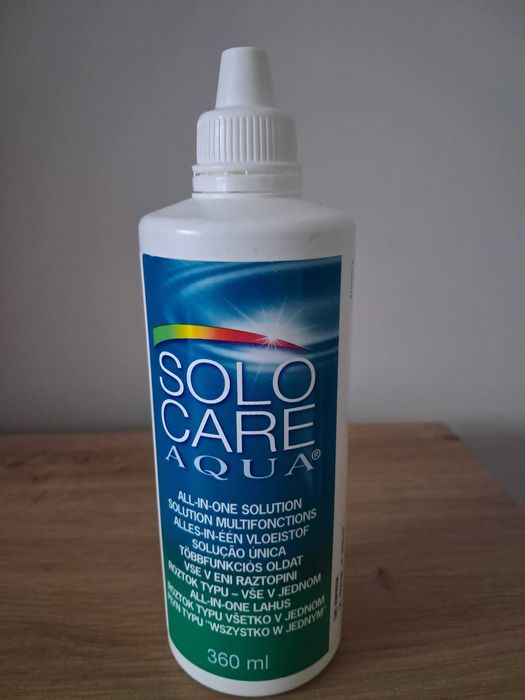 SOLO
CARE
AQUA®
ALL-IN-ONE SOLUTION
SOLUTION MULTIFONCTIONS
ALLES-IN-ÉÉN VLOEISTOF
SOLUÇÃO ÚNICA
TÖBBFUNKCIÓS OLDAT
VSE V ENI RAZTOPINI
ROZTOK TYPU – VŠE V JEDNOM
ALL-IN-ONE LAHUS
ROZTOK TYPU VŠETKO V JEDNOM
PŁYN TYPU "WSZYSTKO W JEDNYM"
360 ml